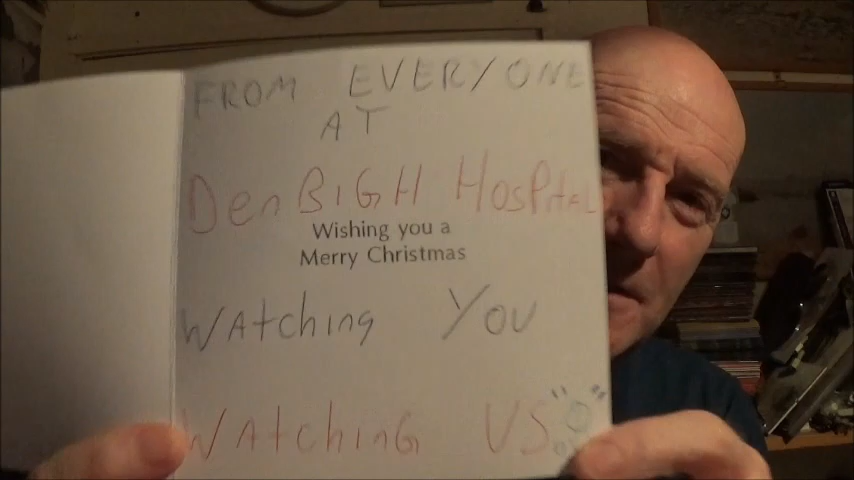 FROM EVERYONE
AT
DenBIGH HosPitAL
Wishing you a
Merry Christmas
WAtching You
WAtchinG US